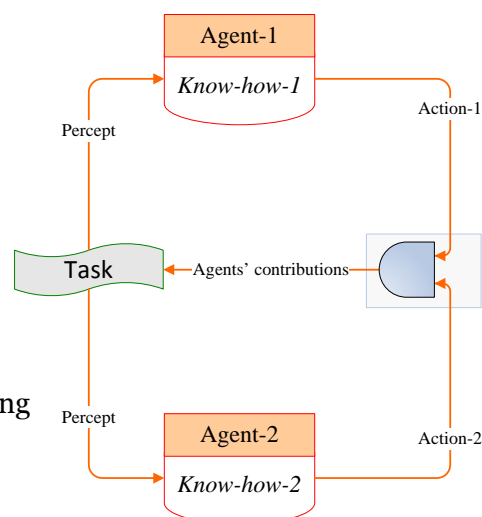 Agent-1
Know-how-1
Action-1
Percept
Task
Agents’ contributions
ng
Percept
Agent-2
Action-2
Know-how-2